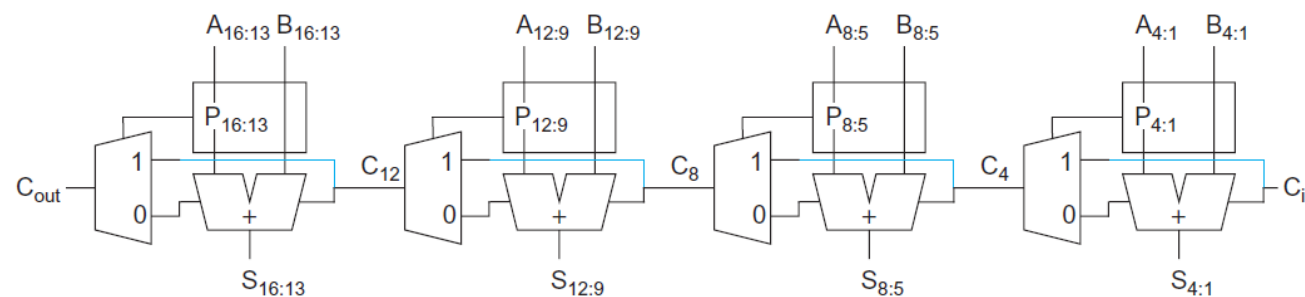 A16:13 B16:13 A12:9 B12:9 A8:5 B8:5 A4:1 B4:1
P16:13 P12:9 P8:5 P4:1
1 1 1 1
Cout C12 C8 C4 Ci
0 + 0 + 0 + 0 +
S16:13 S12:9 S8:5 S4:1